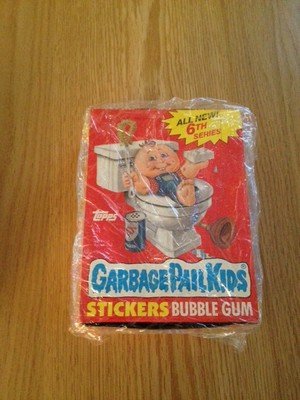 ALL NEW!
6TH
SERIES
Topps
GARBAGE PAIL KIDS
STICKERS BUBBLE GUM